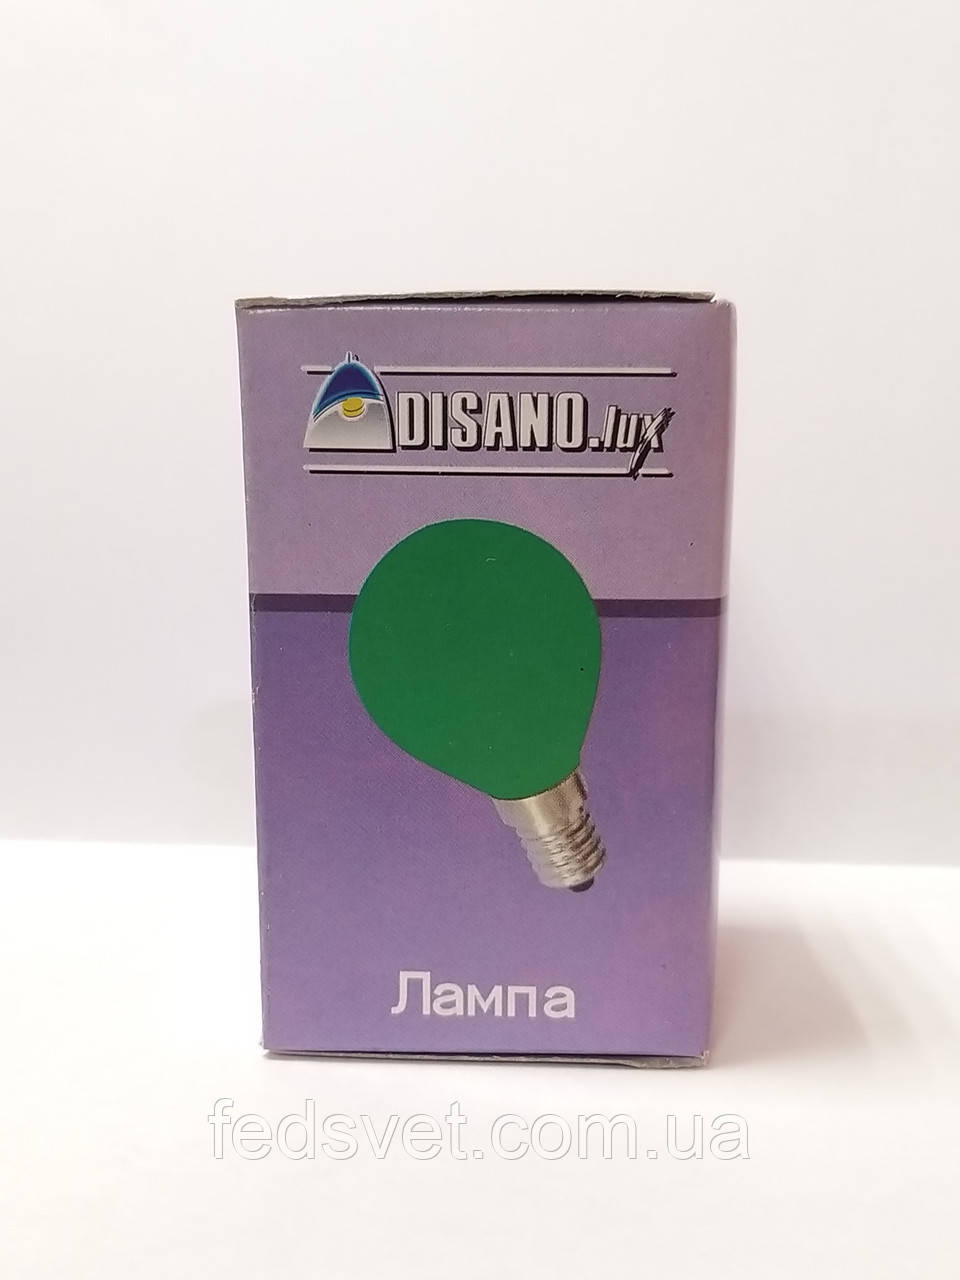 DISANO.lux
Лампа
fedsvet.com.ua